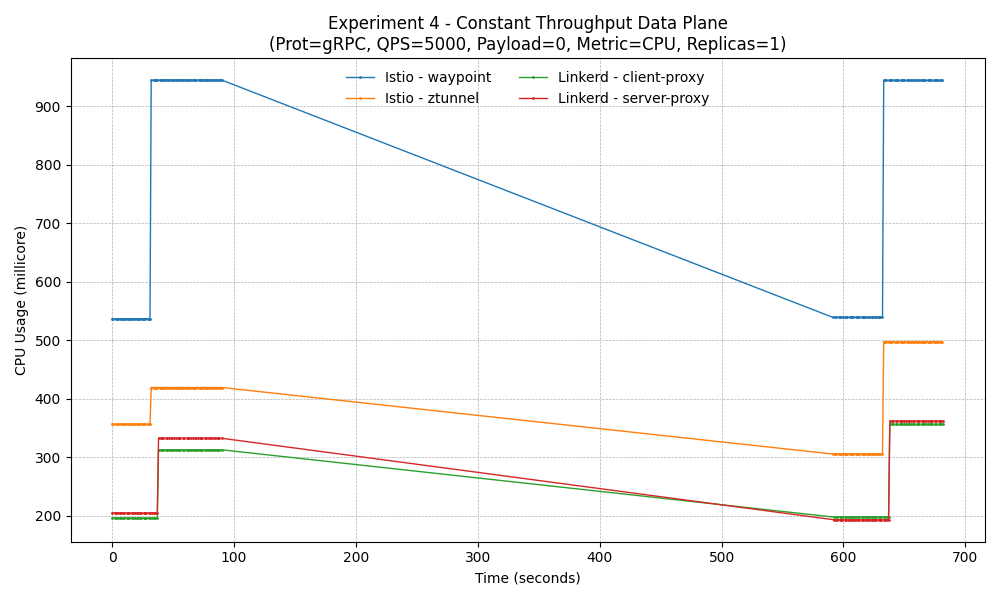 Experiment 4 - Constant Throughput Data Plane
(Prot=gRPC, QPS=5000, Payload=0, Metric=CPU, Replicas=1)
Istio - waypoint
Istio - ztunnel
Linkerd - client-proxy
Linkerd - server-proxy
CPU Usage (millicore)
900
800
700
600
500
400
300
200
0 100 200 300 400 500 600 700
Time (seconds)